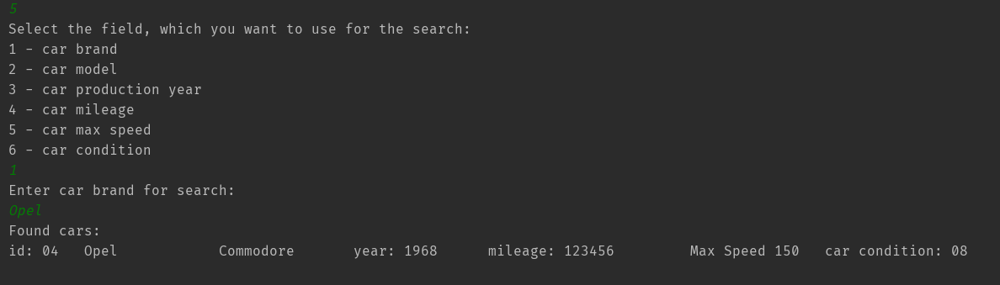 5
Select the field, which you want to use for the search:
1 - car brand
2 - car model
3 - car production year
4 - car mileage
5 - car max speed
6 - car condition
1
Enter car brand for search:
Opel
Found cars:
id: 04   Opel            Commodore       year: 1968      mileage: 123456         Max Speed 150   car condition: 08